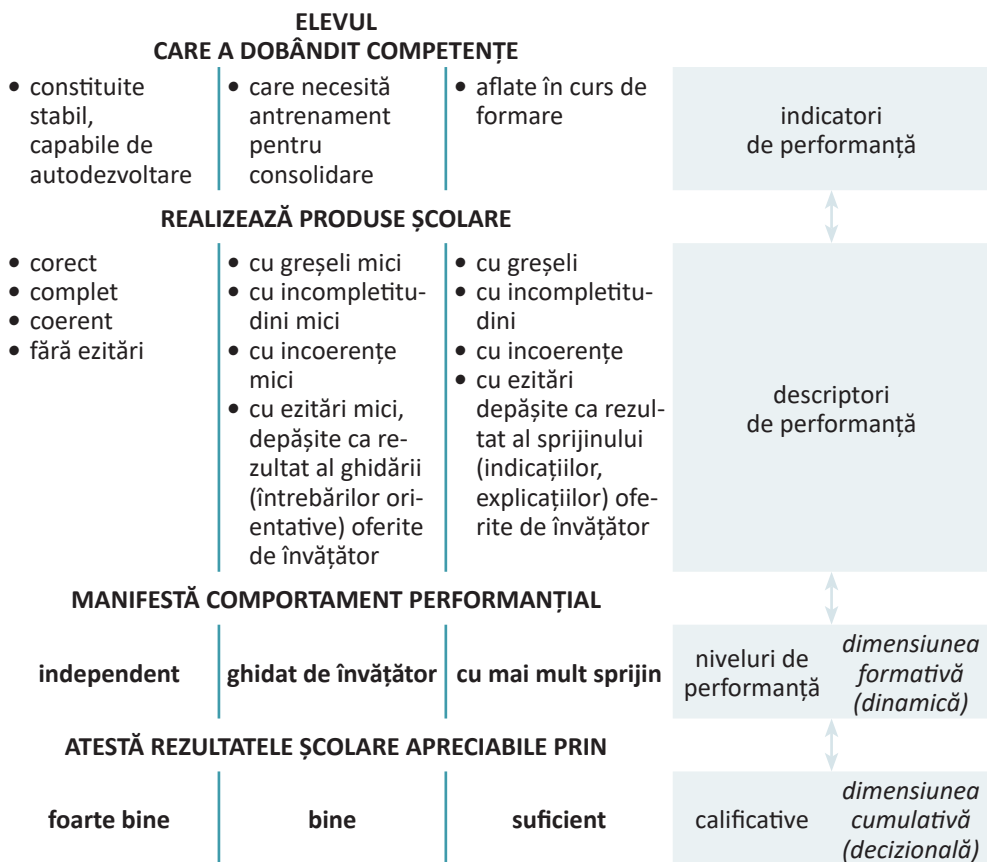 ELEVUL
CARE A DOBÂNDIT COMPETENȚE
• constituite
stabil,
capabile de
autodezvoltare
• care necesită
antrenament
pentru
consolidare
• aflate în curs de
formare
indicatori
de performanță
REALIZEAZĂ PRODUSE ȘCOLARE
• corect
• complet
• coerent
• fără ezitări
• cu greșeli mici
• cu incompletitu-
dini mici
• cu incoerențe
mici
• cu ezitări mici,
depășite ca re-
zultat al ghidării
(întrebărilor ori-
entative) oferite
de învățător
• cu greșeli
• cu incompletitu-
dini
• cu incoerențe
• cu ezitări
depășite ca rezul-
tat al sprijinului
(indicațiilor,
explicațiilor) ofe-
rite de învățător
descriptori
de performanță
MANIFESTĂ COMPORTAMENT PERFORMANȚIAL
independent
ghidat de învățător
cu mai mult sprijin
niveluri de
performanță
dimensiunea
formativă
(dinamică)
ATESTĂ REZULTATELE ȘCOLARE APRECIABILE PRIN
foarte bine
bine
suficient
calificative
dimensiunea
cumulativă
(decizională)